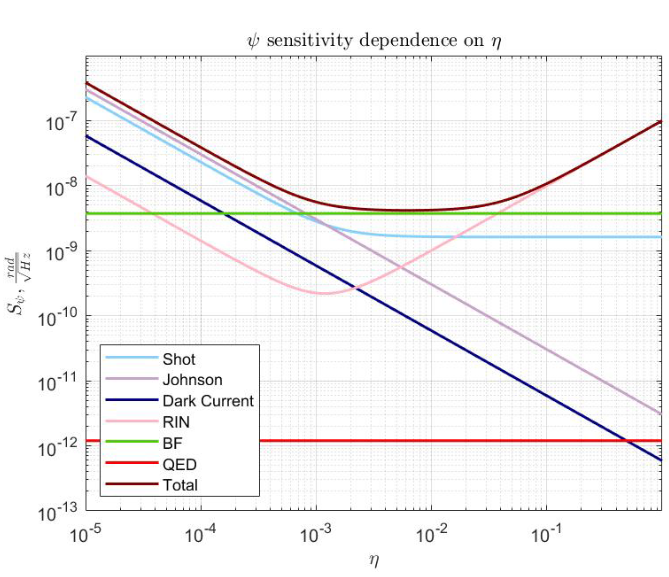 ψ sensitivity dependence on η
S_ψ, rad/√Hz
10^-7
10^-8
10^-9
10^-10
10^-11
10^-12
10^-13
Shot
Johnson
Dark Current
RIN
BF
QED
Total
10^-5 10^-4 10^-3 10^-2 10^-1
η